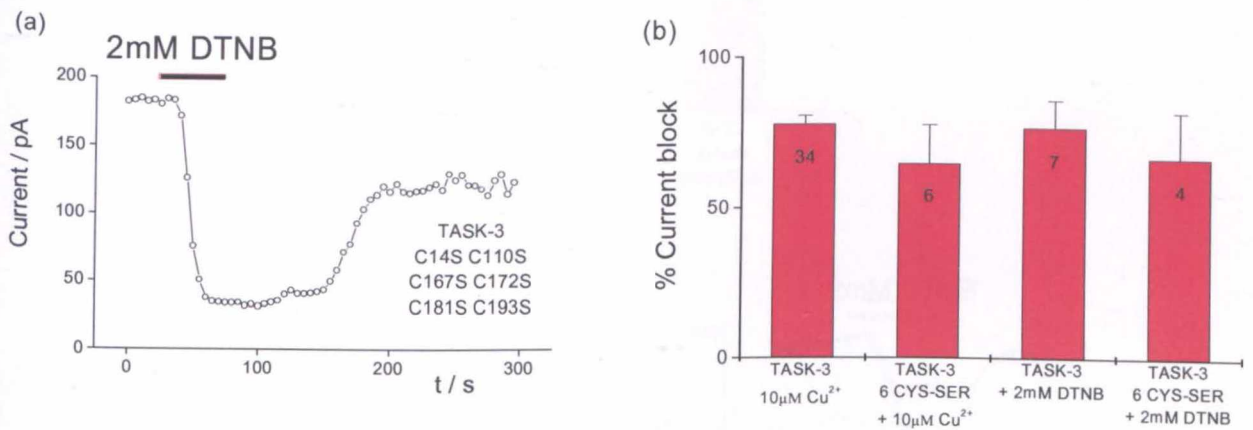 (a)
2mM DTNB
200
150
100
50
0
Current / pA
0
100
200
300
t / s
TASK-3
C14S C110S
C167S C172S
C181S C193S
(b)
100
50
0
% Current block
34
6
7
4
TASK-3
10µM Cu²⁺
TASK-3
6 CYS-SER
+ 10µM Cu²⁺
TASK-3
+ 2mM DTNB
TASK-3
6 CYS-SER
+ 2mM DTNB